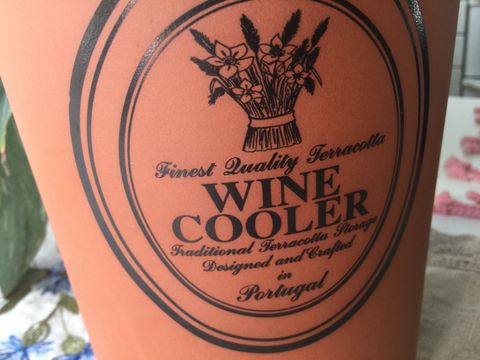 Finest Quality Terracotta
WINE
COOLER
Traditional Terracotta Storage
Designed and Crafted
in
Portugal